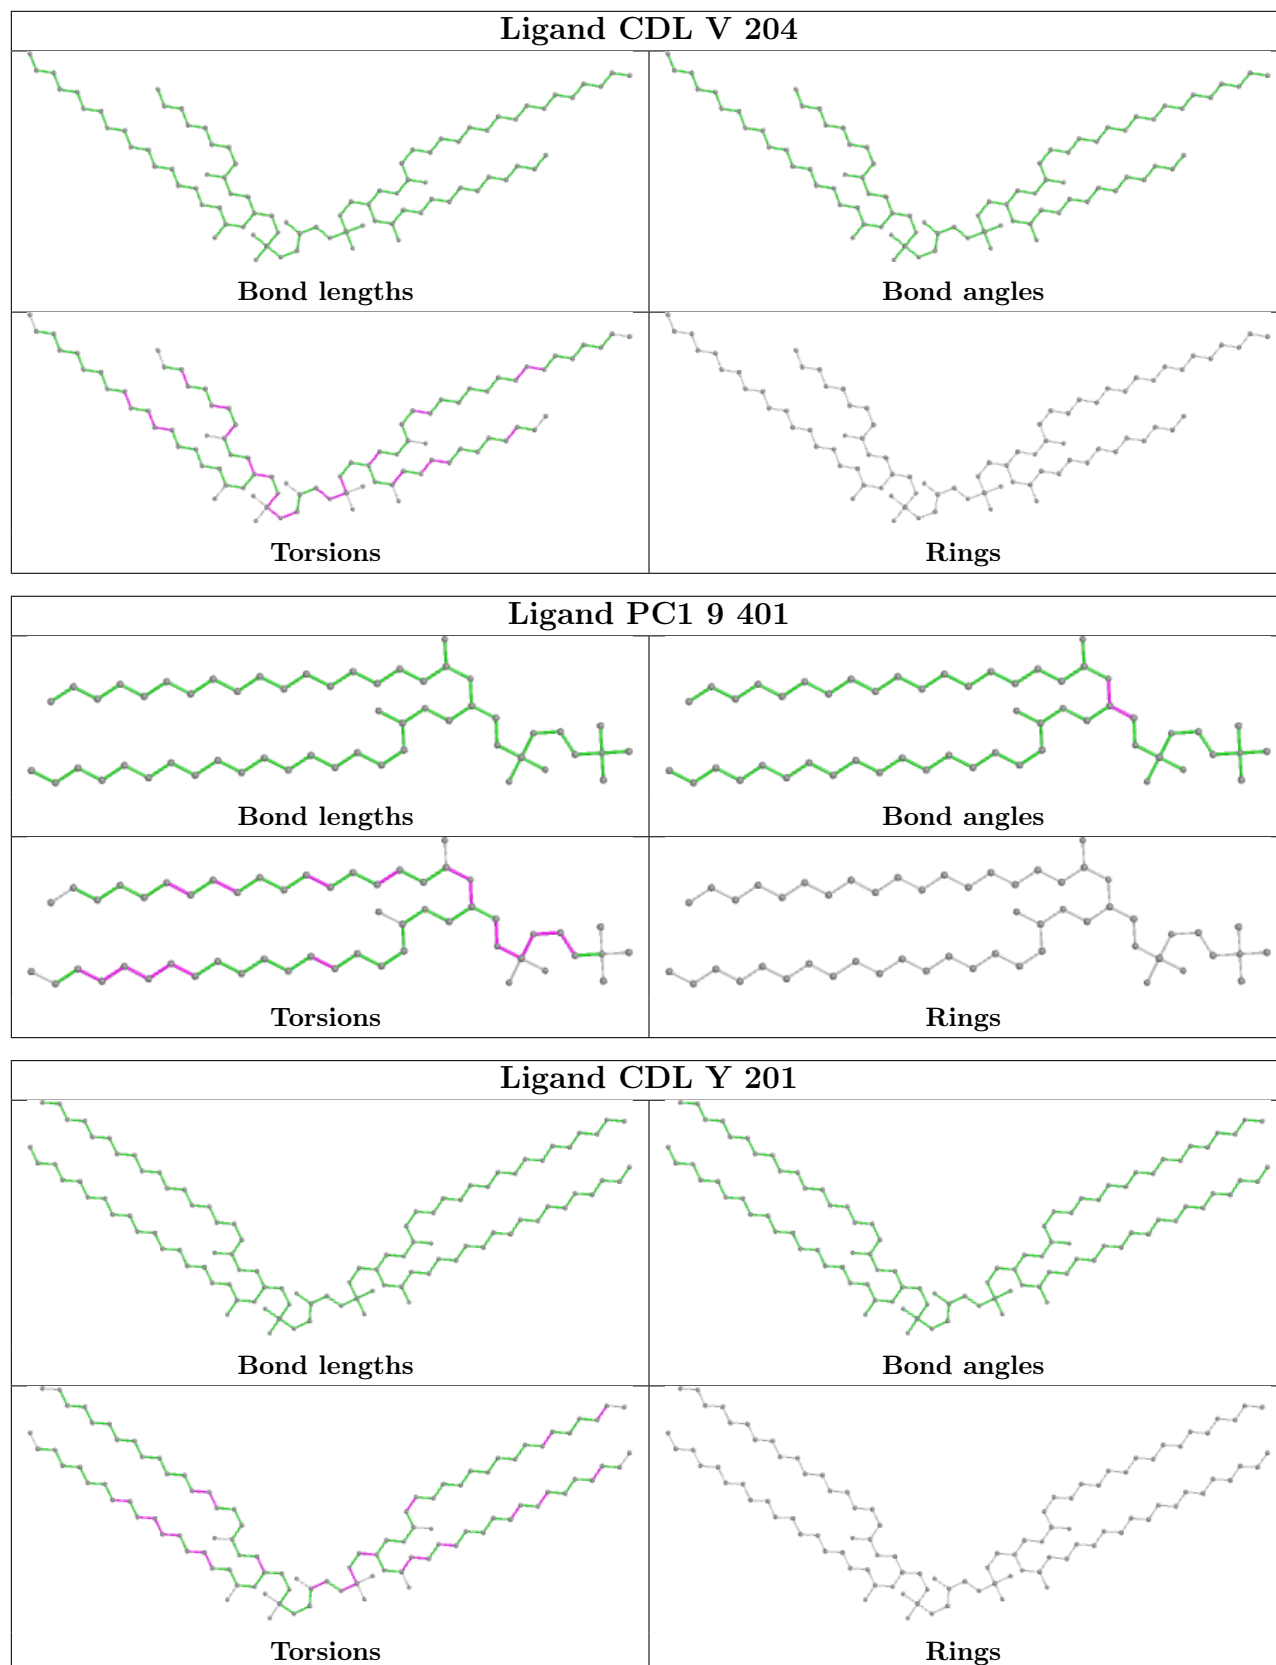 Ligand CDL V 204
Bond lengths
Bond angles
Torsions
Rings
Ligand PC1 9 401
Bond lengths
Bond angles
Torsions
Rings
Ligand CDL Y 201
Bond lengths
Bond angles
Torsions
Rings